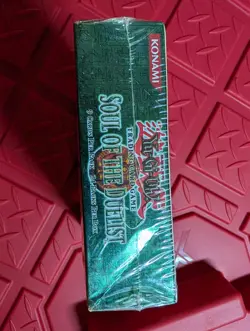 KONAMI
遊戯王
TRADING CARD GAME
SOUL OF THE DUELIST